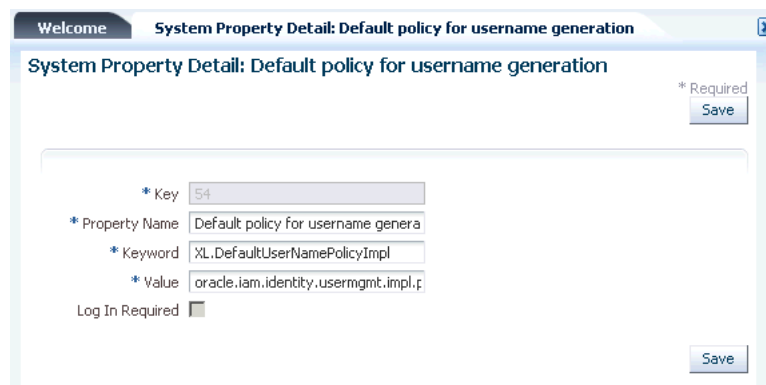 Welcome
System Property Detail: Default policy for username generation
System Property Detail: Default policy for username generation
* Required
Save
* Key 54
* Property Name Default policy for username genera
* Keyword XL.DefaultUserNamePolicyImpl
* Value oracle.iam.identity.usermgmt.impl.p
Log In Required
Save